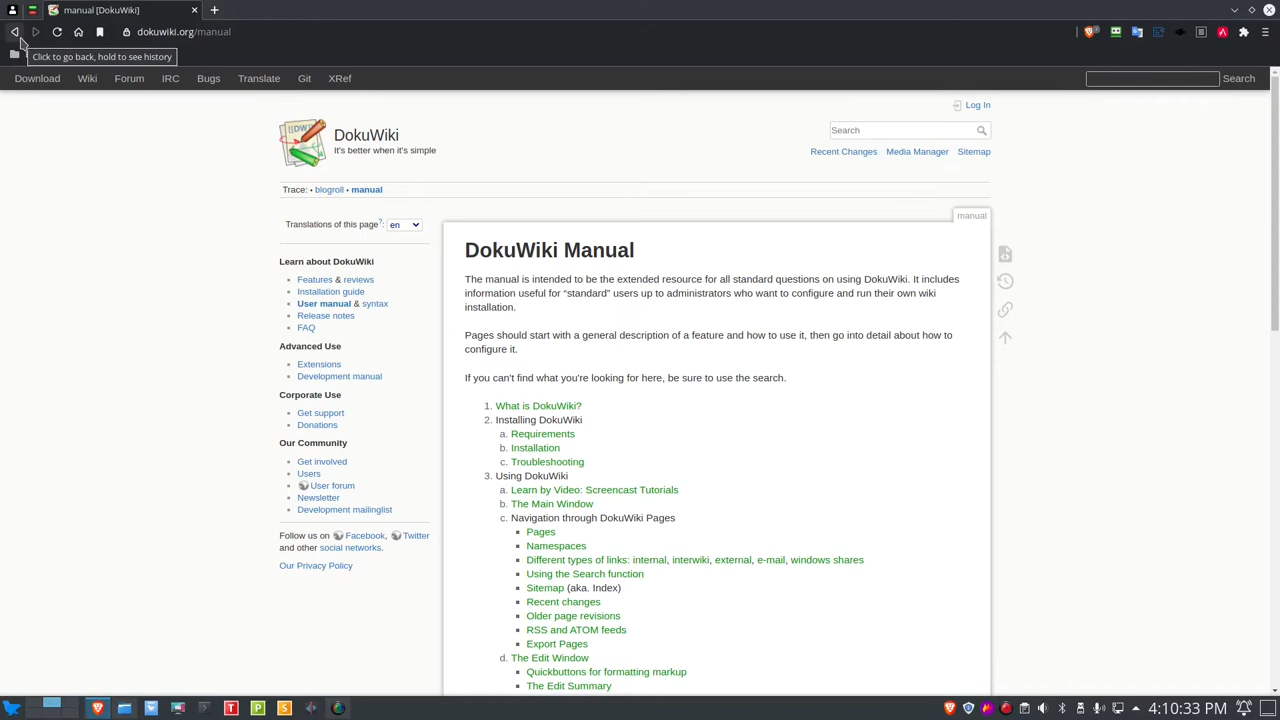 manual [DokuWiki]
dokuwiki.org/manual
Click to go back, hold to see history
Download Wiki Forum IRC Bugs Translate Git XRef Search
Log In
DokuWiki
It's better when it's simple
Search
Recent Changes Media Manager Sitemap
Trace: • blogroll • manual
manual
Translations of this page?: en
Learn about DokuWiki
Features & reviews
Installation guide
User manual & syntax
Release notes
FAQ
Advanced Use
Extensions
Development manual
Corporate Use
Get support
Donations
Our Community
Get involved
Users
User forum
Newsletter
Development mailinglist
Follow us on Facebook, Twitter
and other social networks.
Our Privacy Policy
DokuWiki Manual
The manual is intended to be the extended resource for all standard questions on using DokuWiki. It includes
information useful for “standard” users up to administrators who want to configure and run their own wiki
installation.
Pages should start with a general description of a feature and how to use it, then go into detail about how to
configure it.
If you can't find what you're looking for here, be sure to use the search.
1. What is DokuWiki?
2. Installing DokuWiki
a. Requirements
b. Installation
c. Troubleshooting
3. Using DokuWiki
a. Learn by Video: Screencast Tutorials
b. The Main Window
c. Navigation through DokuWiki Pages
Pages
Namespaces
Different types of links: internal, interwiki, external, e-mail, windows shares
Using the Search function
Sitemap (aka. Index)
Recent changes
Older page revisions
RSS and ATOM feeds
Export Pages
d. The Edit Window
Quickbuttons for formatting markup
The Edit Summary
4:10:33 PM